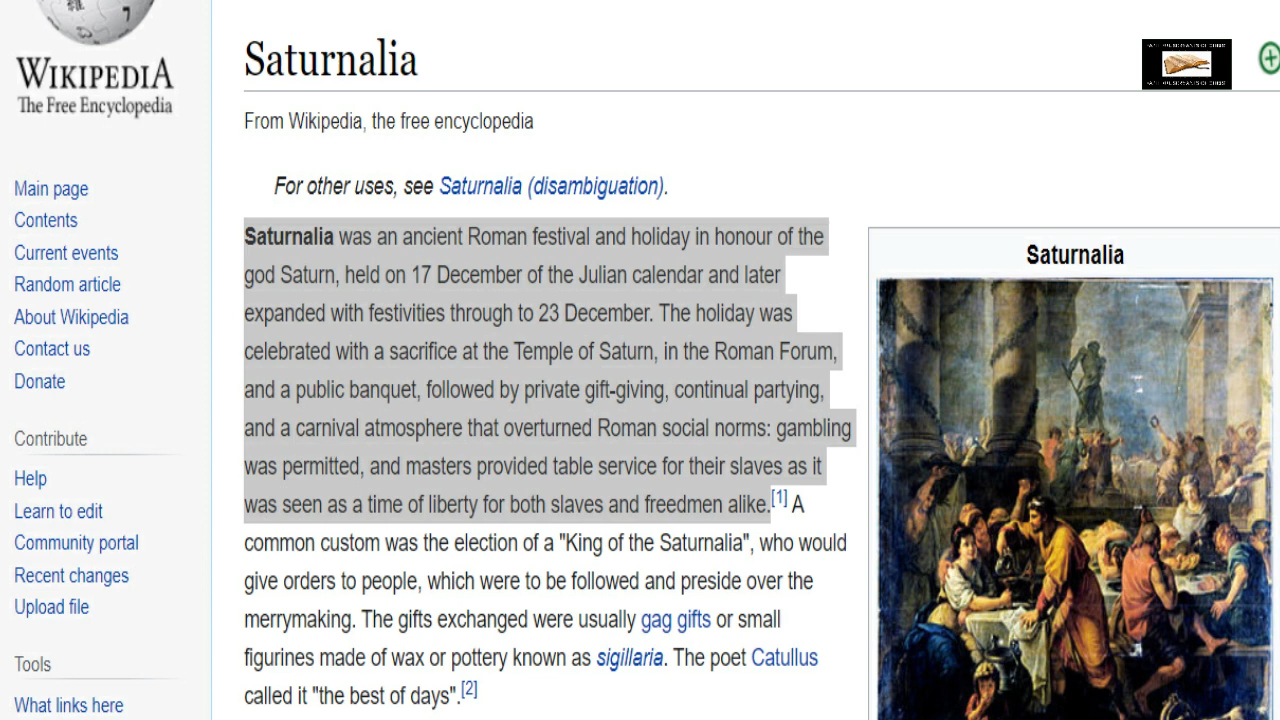 WIKIPEDIA
The Free Encyclopedia
Main page
Contents
Current events
Random article
About Wikipedia
Contact us
Donate
Contribute
Help
Learn to edit
Community portal
Recent changes
Upload file
Tools
What links here
Saturnalia
From Wikipedia, the free encyclopedia
For other uses, see Saturnalia (disambiguation).
Saturnalia was an ancient Roman festival and holiday in honour of the
god Saturn, held on 17 December of the Julian calendar and later
expanded with festivities through to 23 December. The holiday was
celebrated with a sacrifice at the Temple of Saturn, in the Roman Forum,
and a public banquet, followed by private gift-giving, continual partying,
and a carnival atmosphere that overturned Roman social norms: gambling
was permitted, and masters provided table service for their slaves as it
was seen as a time of liberty for both slaves and freedmen alike.[1] A
common custom was the election of a "King of the Saturnalia", who would
give orders to people, which were to be followed and preside over the
merrymaking. The gifts exchanged were usually gag gifts or small
figurines made of wax or pottery known as sigillaria. The poet Catullus
called it "the best of days".[2]
Saturnalia